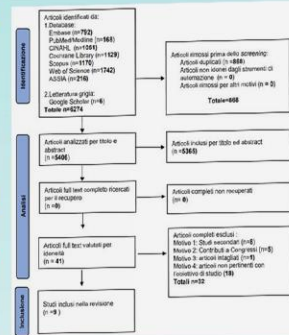 Identificazione
Articoli identificati da:
1.Database:
Embase (n=792)
PubMed/Medline (n=168)
CINAHL (n=1051)
Cochrane Library (n=1129)
Scopus (n=1170)
Web of Science (n=1742)
ASSIA (n=216)
2.Letteratura grigia:
Google Scholar (n=6)
Totale n=6274
Articoli rimossi prima dello screening:
Articoli duplicati (n=868)
Articoli non idonei dagli strumenti di
automazione (n = 0)
Articoli rimossi per altri motivi (n = 0)
Totale=868
Analisi
Articoli analizzati per titolo e
abstract
(n=5406)
Articoli inclusi per titolo ed abstract
(n=5365)
Articoli full text completo ricercati
per il recupero
(n=0)
Articoli completi non recuperati
(n= 0)
Articoli full text valutati per
idoneità
(n = 41)
Articoli completi esclusi :
Motivo 1: Studi secondari (n=8)
Motivo 2: Contributi a Congressi (n=5)
Motivo 3: articoli (n=1)
Motivo 4: articoli non pertinenti con
l'obiettivo di studio (18)
Totali n=32
Inclusione
Studi inclusi nella revisione
(n=9 )